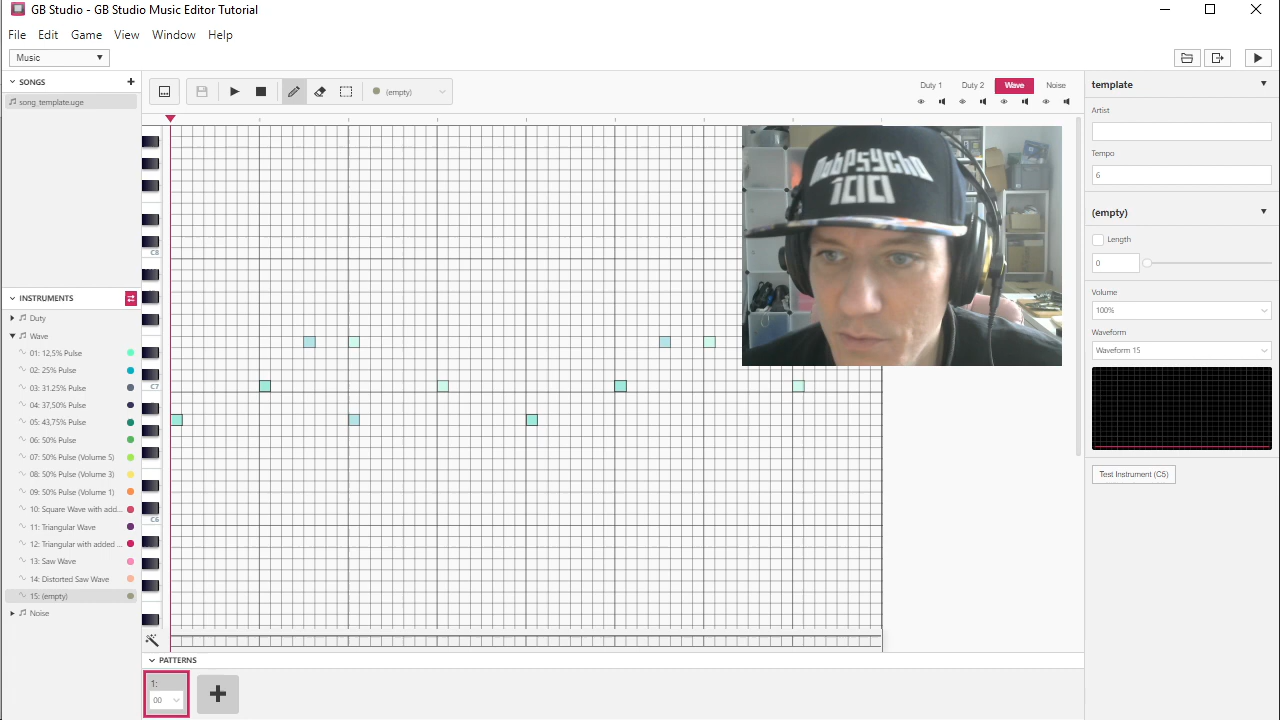 GB Studio - GB Studio Music Editor Tutorial
File Edit Game View Window Help
Music
SONGS
song_template.uge
INSTRUMENTS
Duty
Wave
01: 12,5% Pulse
02: 25% Pulse
03: 31.25% Pulse
04: 37,50% Pulse
05: 43,75% Pulse
06: 50% Pulse
07: 50% Pulse (Volume 5)
08: 50% Pulse (Volume 3)
09: 50% Pulse (Volume 1)
10: Square Wave with add...
11: Triangular Wave
12: Triangular with added ...
13: Saw Wave
14: Distorted Saw Wave
15: (empty)
Noise
(empty)
Duty 1 Duty 2 Wave Noise
C8
C7
C6
DubPsycho
PATTERNS
1:
00
template
Artist
Tempo
6
(empty)
Length
0
Volume
100%
Waveform
Waveform 15
Test Instrument (C5)